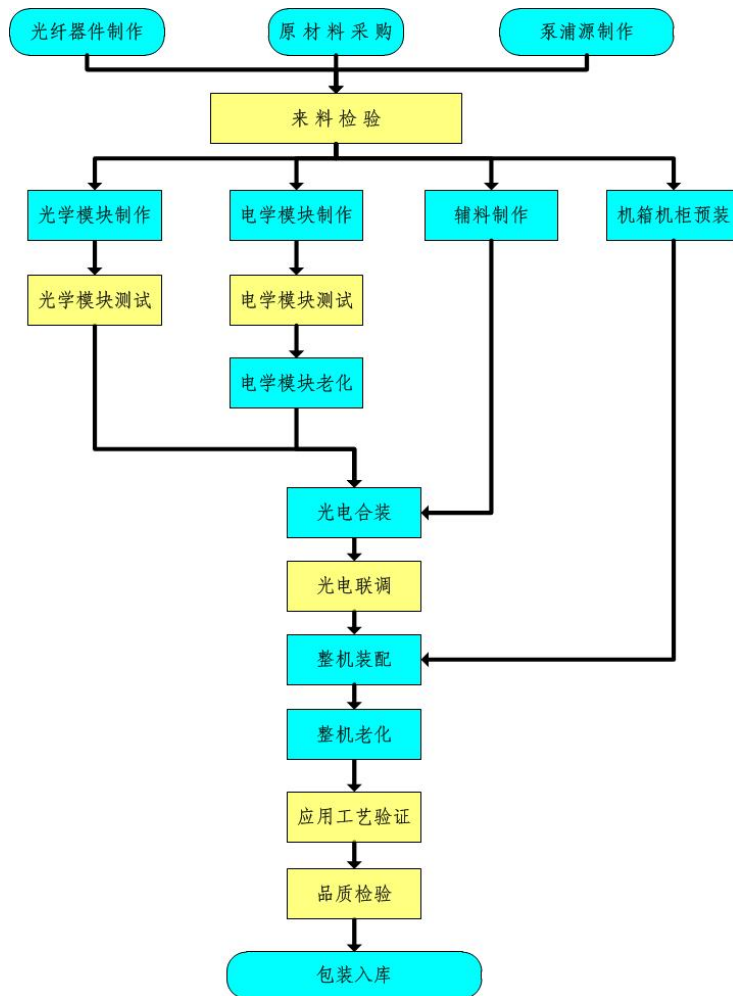 光纤器件制作
原材料采购
泵浦源制作
来料检验
光学模块制作
电学模块制作
辅料制作
机箱机柜预装
光学模块测试
电学模块测试
电学模块老化
光电合装
光电联调
整机装配
整机老化
应用工艺验证
品质检验
包装入库